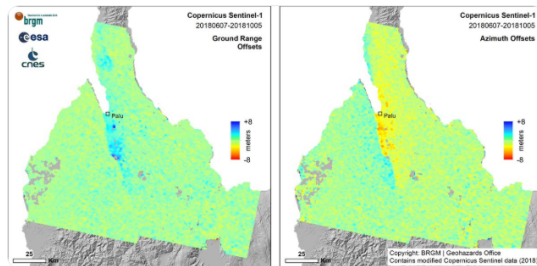 brgm
esa
cnes
Copernicus Sentinel-1
20180607-20181005
Ground Range
Offsets
Palu
+8
meters
-8
25
Km
Copernicus Sentinel-1
20180607-20181005
Azimuth Offsets
Palu
+8
meters
-8
25
Km
Copyright: BRGM | Geohazards Office
Contains modified Copernicus Sentinel data (2018)